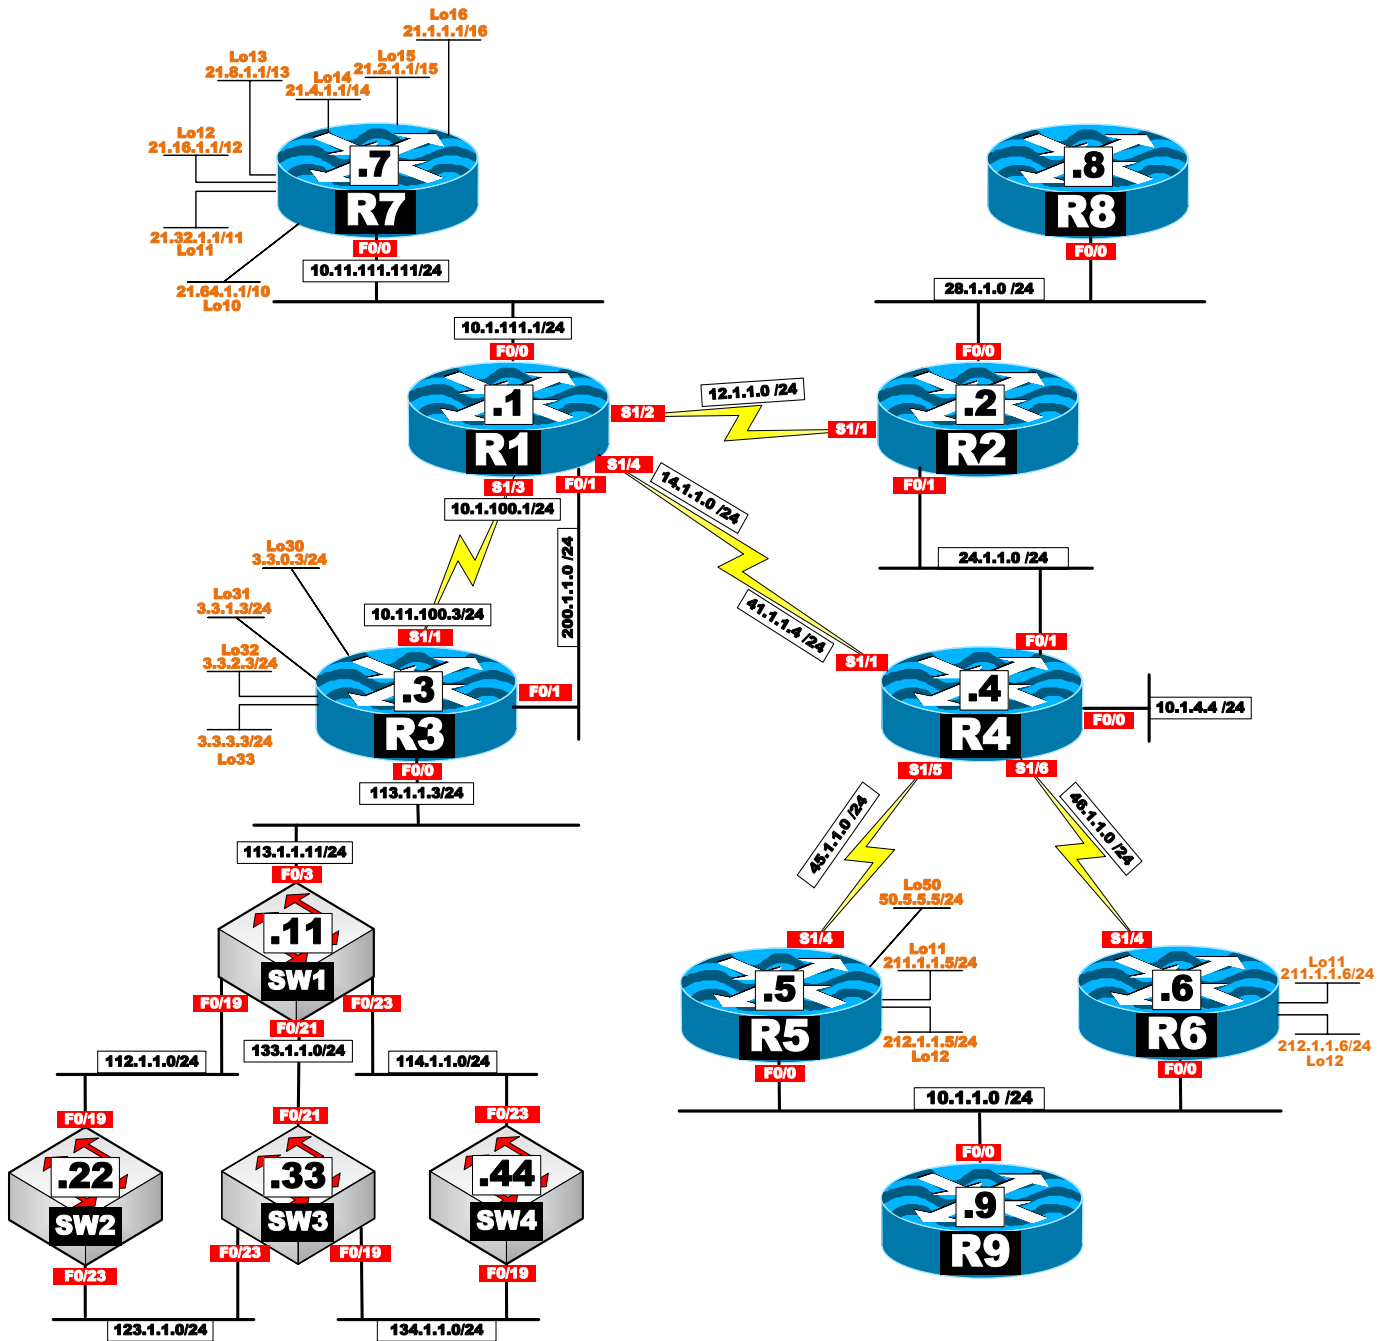 Lo16
21.1.1.1/16
Lo13
21.8.1.1/13
Lo15
21.2.1.1/15
Lo14
21.4.1.1/14
Lo12
21.16.1.1/12
.7
R7
F0/0
21.32.1.1/11
Lo11
21.64.1.1/10
Lo10
10.11.111.111/24
.8
R8
F0/0
28.1.1.0 /24
10.1.111.1/24
F0/0
.1
R1
S1/2
12.1.1.0 /24
S1/1
F0/0
.2
R2
F0/1
S1/3
10.1.100.1/24
F0/1
S1/4
14.1.1.0 /24
200.1.1.0 /24
24.1.1.0 /24
41.1.1.4 /24
S1/1
F0/1
Lo30
3.3.0.3/24
Lo31
3.3.1.3/24
Lo32
3.3.2.3/24
3.3.3.3/24
Lo33
10.11.100.3/24
S1/1
.3
R3
F0/1
F0/0
113.1.1.3/24
.4
R4
F0/0
10.1.4.4 /24
S1/5
S1/6
45.1.1.0 /24
46.1.1.0 /24
113.1.1.11/24
F0/3
.11
SW1
F0/19
F0/21
F0/23
112.1.1.0/24
133.1.1.0/24
114.1.1.0/24
F0/19
.22
SW2
F0/23
F0/21
.33
SW3
F0/23
F0/19
F0/23
.44
SW4
F0/19
123.1.1.0/24
134.1.1.0/24
Lo50
50.5.5.5/24
S1/4
.5
R5
F0/0
Lo11
211.1.1.5/24
212.1.1.5/24
Lo12
S1/4
.6
R6
F0/0
Lo11
211.1.1.6/24
212.1.1.6/24
Lo12
10.1.1.0 /24
F0/0
.9
R9